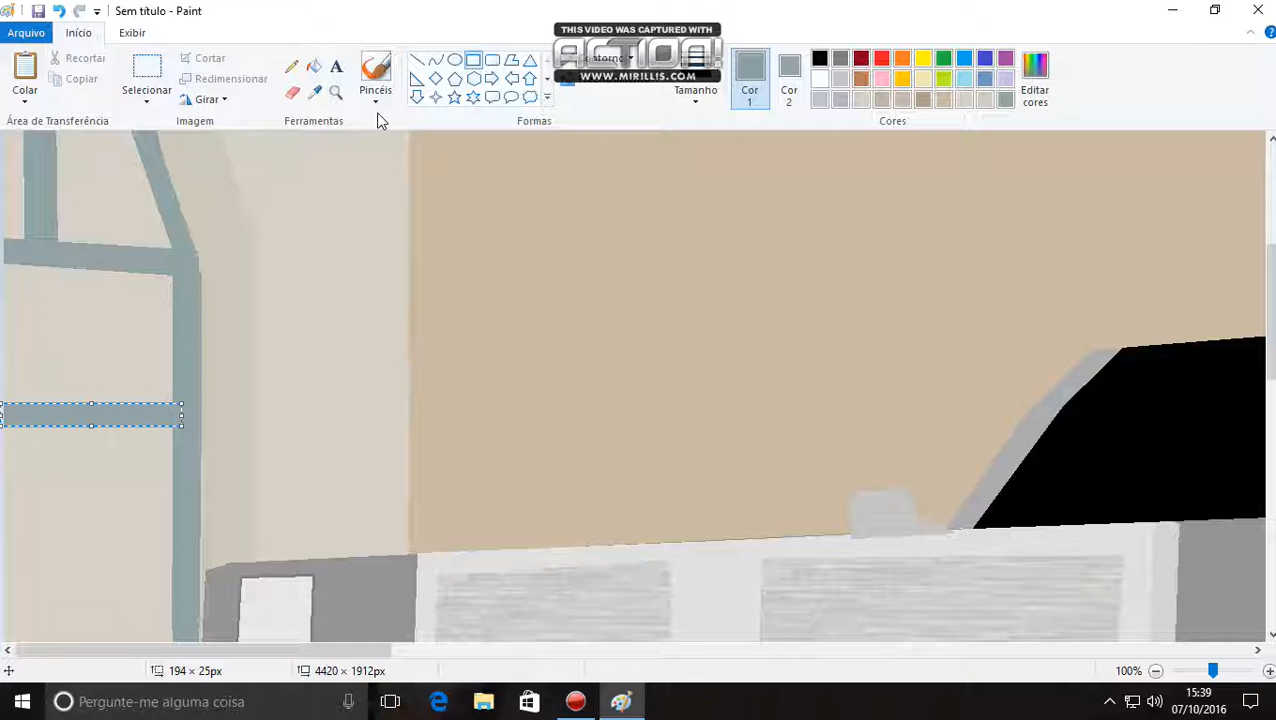 Sem título - Paint
THIS VIDEO WAS CAPTURED WITH
ACTION!
WWW.MIRILLIS.COM
Arquivo
Início
Exibir
Colar
Recortar
Copiar
Área de Transferência
Selecionar
Cortar
Redimensionar
Girar
Imagem
A
Ferramentas
Pincéis
Contorno
Formas
Tamanho
Cor
1
Cor
2
Editar
cores
Cores
194 × 25px
4420 × 1912px
100%
Pergunte-me alguma coisa
15:39
07/10/2016